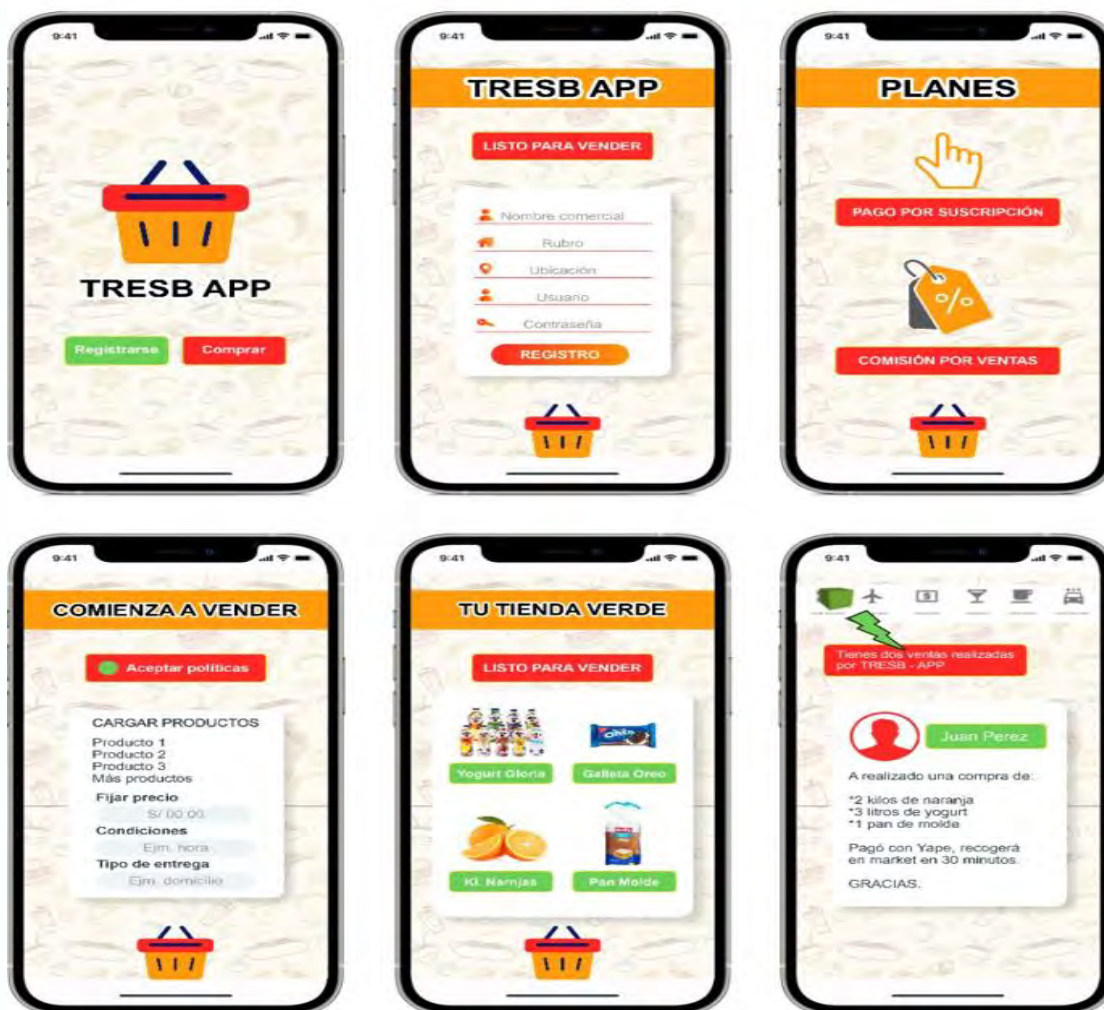 9:41
TRESB APP
Registrarse
Comprar
9:41
TRESB APP
LISTO PARA VENDER
Nombre comercial
Rubro
Ubicación
Usuario
Contraseña
REGISTRO
9:41
PLANES
PAGO POR SUSCRIPCIÓN
%
COMISIÓN POR VENTAS
9:41
COMIENZA A VENDER
Aceptar políticas
CARGAR PRODUCTOS
Producto 1
Producto 2
Producto 3
Más productos
Fijar precio
S/ 00.00
Condiciones
Ejm. hora
Tipo de entrega
Ejm. domicilio
9:41
TU TIENDA VERDE
LISTO PARA VENDER
Yogurt Gloria
Galleta Oreo
Kl. Narnjas
Pan Molde
9:41
$
Tienes dos ventas realizadas
por TRESB - APP
Juan Perez
A realizado una compra de:
*2 kilos de naranja
*3 litros de yogurt
*1 pan de molde
Pagó con Yape, recogerá
en market en 30 minutos.
GRACIAS.